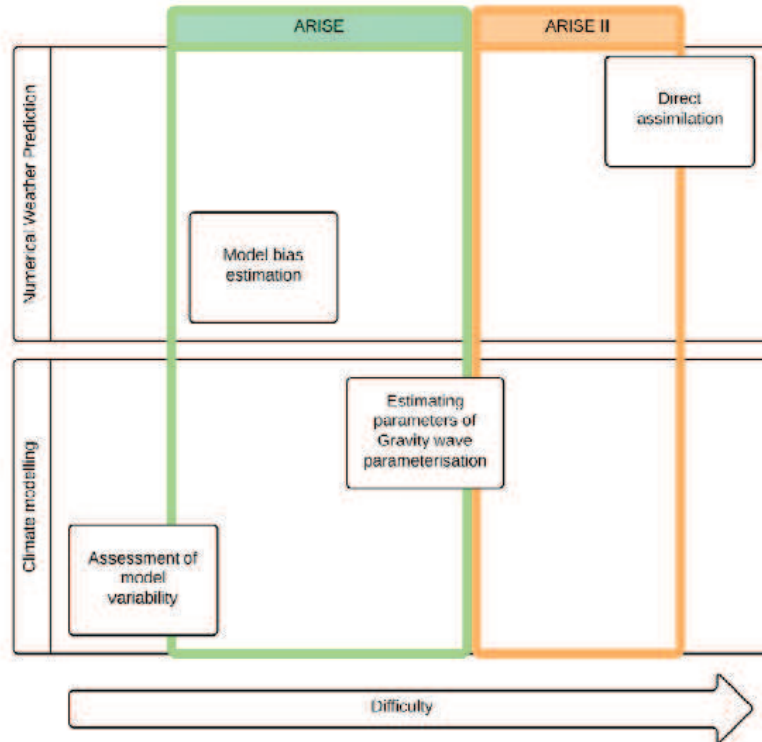 ARISE
ARISE II
Numerical Weather Prediction
Direct
assimilation
Model bias
estimation
Climate modelling
Estimating
parameters of
Gravity wave
parameterisation
Assessment of
model
variability
Difficulty